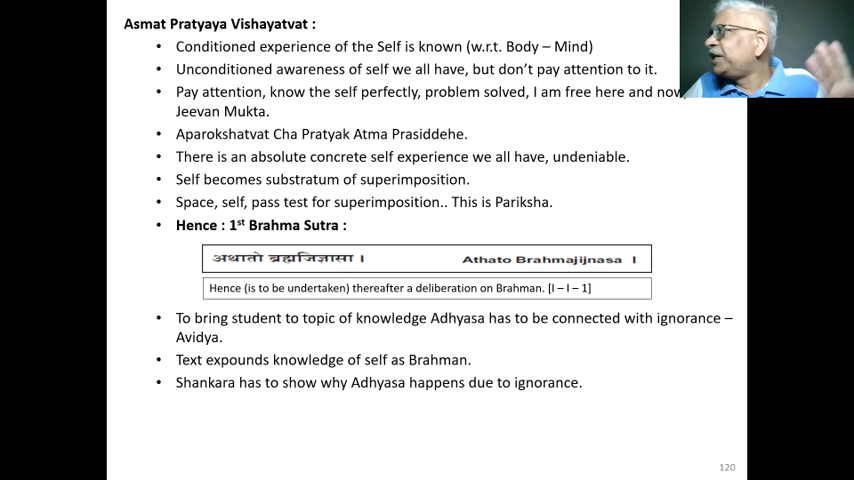 Asmat Pratyaya Vishayatvat :
• Conditioned experience of the Self is known (w.r.t. Body – Mind)
• Unconditioned awareness of self we all have, but don't pay attention to it.
• Pay attention, know the self perfectly, problem solved, I am free here and now,
Jeevan Mukta.
• Aparokshatvat Cha Pratyak Atma Prasiddehe.
• There is an absolute concrete self experience we all have, undeniable.
• Self becomes substratum of superimposition.
• Space, self, pass test for superimposition.. This is Pariksha.
• Hence : 1st Brahma Sutra :
अथातो ब्रह्मजिज्ञासा । Athato Brahmajijnasa I
Hence (is to be undertaken) thereafter a deliberation on Brahman. [I – I – 1]
• To bring student to topic of knowledge Adhyasa has to be connected with ignorance –
Avidya.
• Text expounds knowledge of self as Brahman.
• Shankara has to show why Adhyasa happens due to ignorance.
120